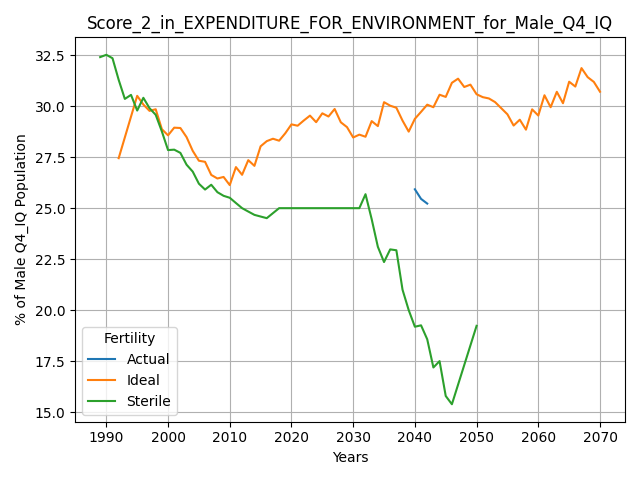 Score_2_in_EXPENDITURE_FOR_ENVIRONMENT_for_Male_Q4_IQ
% of Male Q4_IQ Population
32.5
30.0
27.5
25.0
22.5
20.0
17.5
15.0
Fertility
Actual
Ideal
Sterile
1990 2000 2010 2020 2030 2040 2050 2060 2070
Years